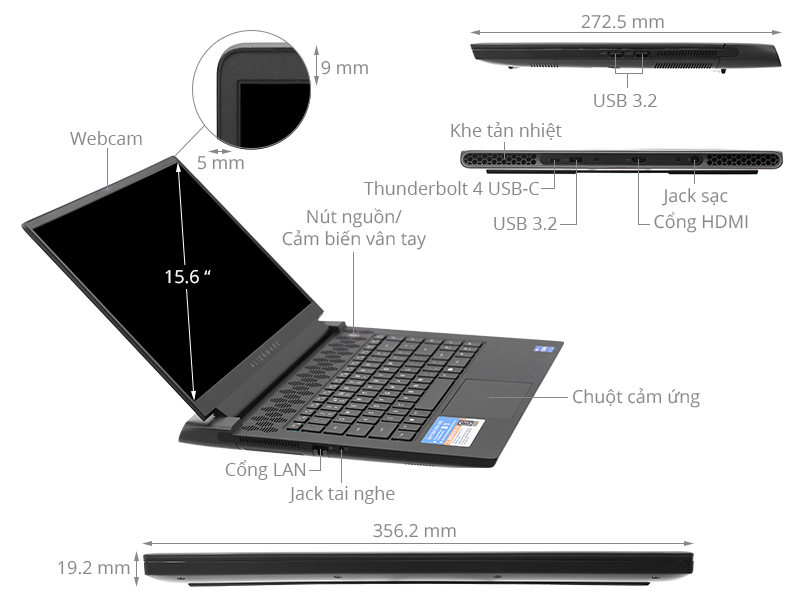 272.5 mm
9 mm
USB 3.2
Webcam
5 mm
Khe tản nhiệt
Thunderbolt 4 USB-C
Jack sạc
USB 3.2
Cổng HDMI
Nút nguồn/
Cảm biến vân tay
15.6 “
ALIENWARE
Chuột cảm ứng
Cổng LAN
Jack tai nghe
356.2 mm
19.2 mm